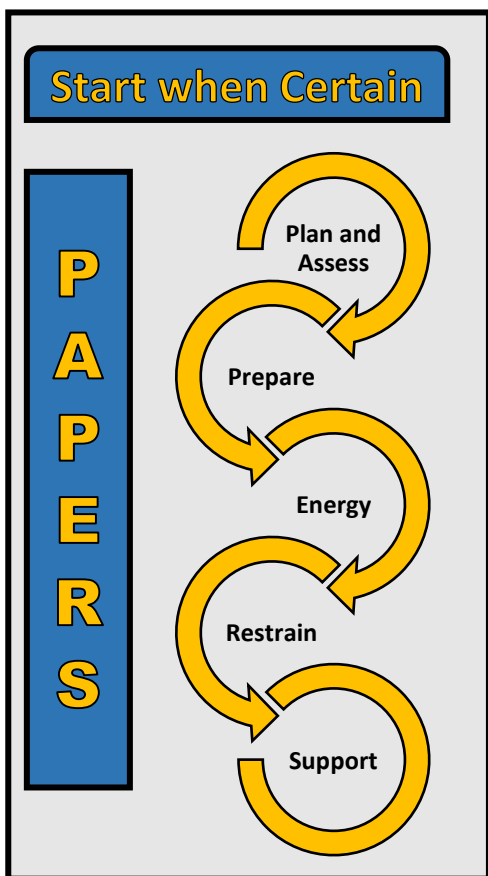 Start when Certain
P
A
P
E
R
S
Plan and
Assess
Prepare
Energy
Restrain
Support